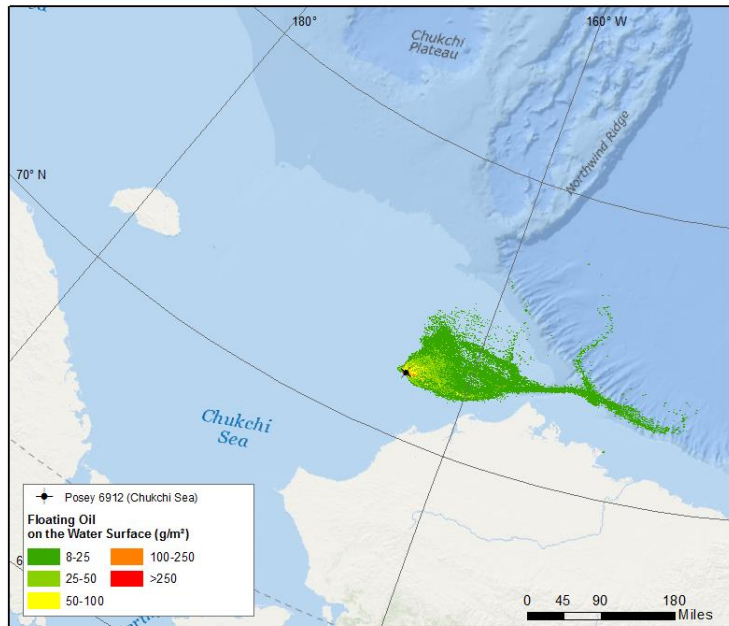 180°
160° W
Chukchi
Plateau
Northwind Ridge
70° N
Chukchi
Sea
Posey 6912 (Chukchi Sea)
Floating Oil
on the Water Surface (g/m²)
8-25
100-250
25-50
>250
50-100
0 45 90 180
Miles